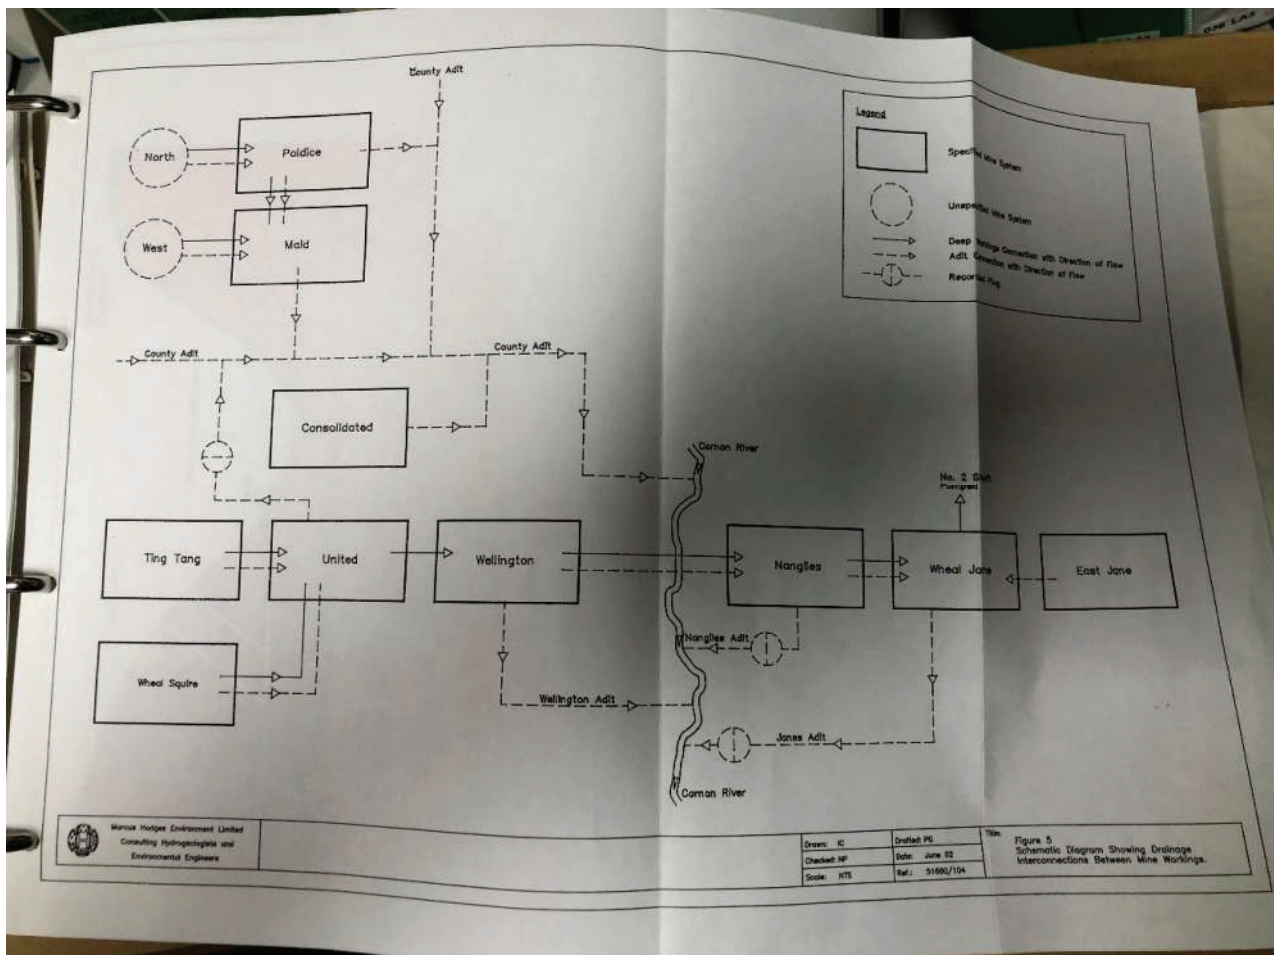 County Adit
Legend
North
Poldice
Specified Mine System
West
Mald
Unspecified Mine System
Deep Workings Connection with Direction of Flow
Adit Connection with Direction of Flow
Recorded Plug
County Adit
County Adit
Consolidated
Carnon River
No. 2 Shft
Pumped
Ting Tang
United
Wellington
Nangiles
Wheal Jane
East Jane
Nangiles Adit
Wheal Squire
Wellington Adit
Janes Adit
Carnon River
Marcus Hodges Environment Limited
Consulting Hydrogeologists and
Environmental Engineers
Drawn: IC
Drafted: PG
Checked: NP
Date: June 02
Scale: NTS
Ref.: 51660/104
Title:
Figure 5
Schematic Diagram Showing Drainage
Interconnections Between Mine Workings.